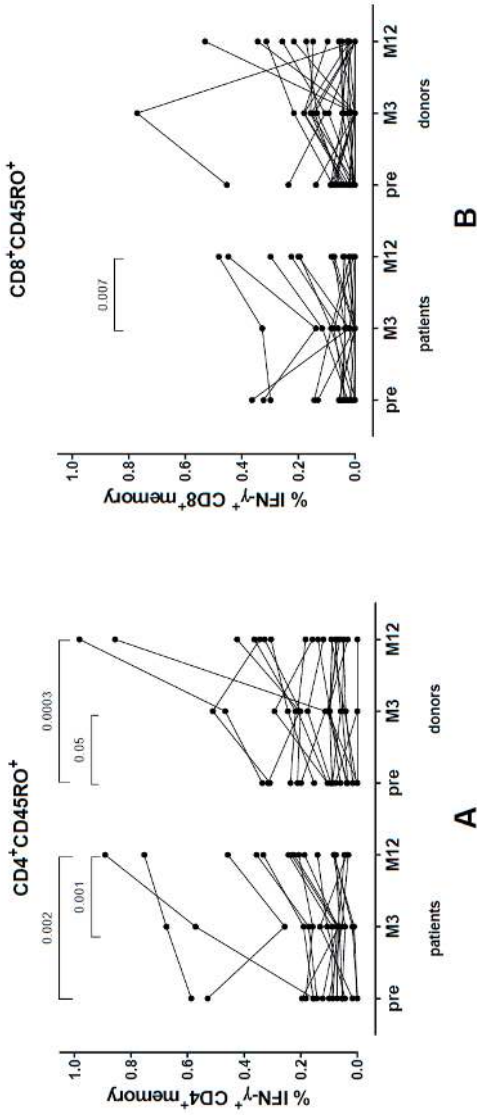 CD4+CD45RO+
0.002
0.001
0.0003
0.05
% IFN-γ+ CD4+memory
1.0
0.8
0.6
0.4
0.2
0.0
pre M3 M12 pre M3 M12
patients donors
A
CD8+CD45RO+
0.007
% IFN-γ+ CD8+memory
1.0
0.8
0.6
0.4
0.2
0.0
pre M3 M12 pre M3 M12
patients donors
B